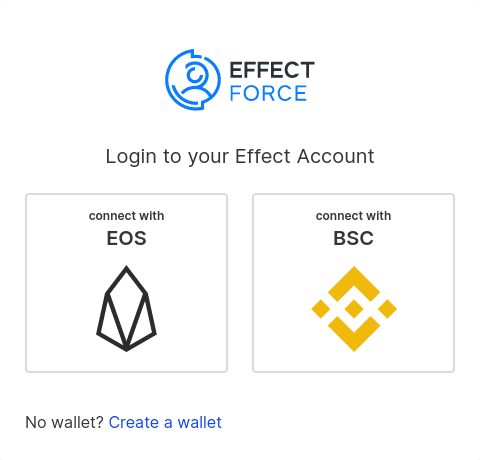 EFFECT
FORCE
Login to your Effect Account
connect with
EOS
connect with
BSC
No wallet? Create a wallet